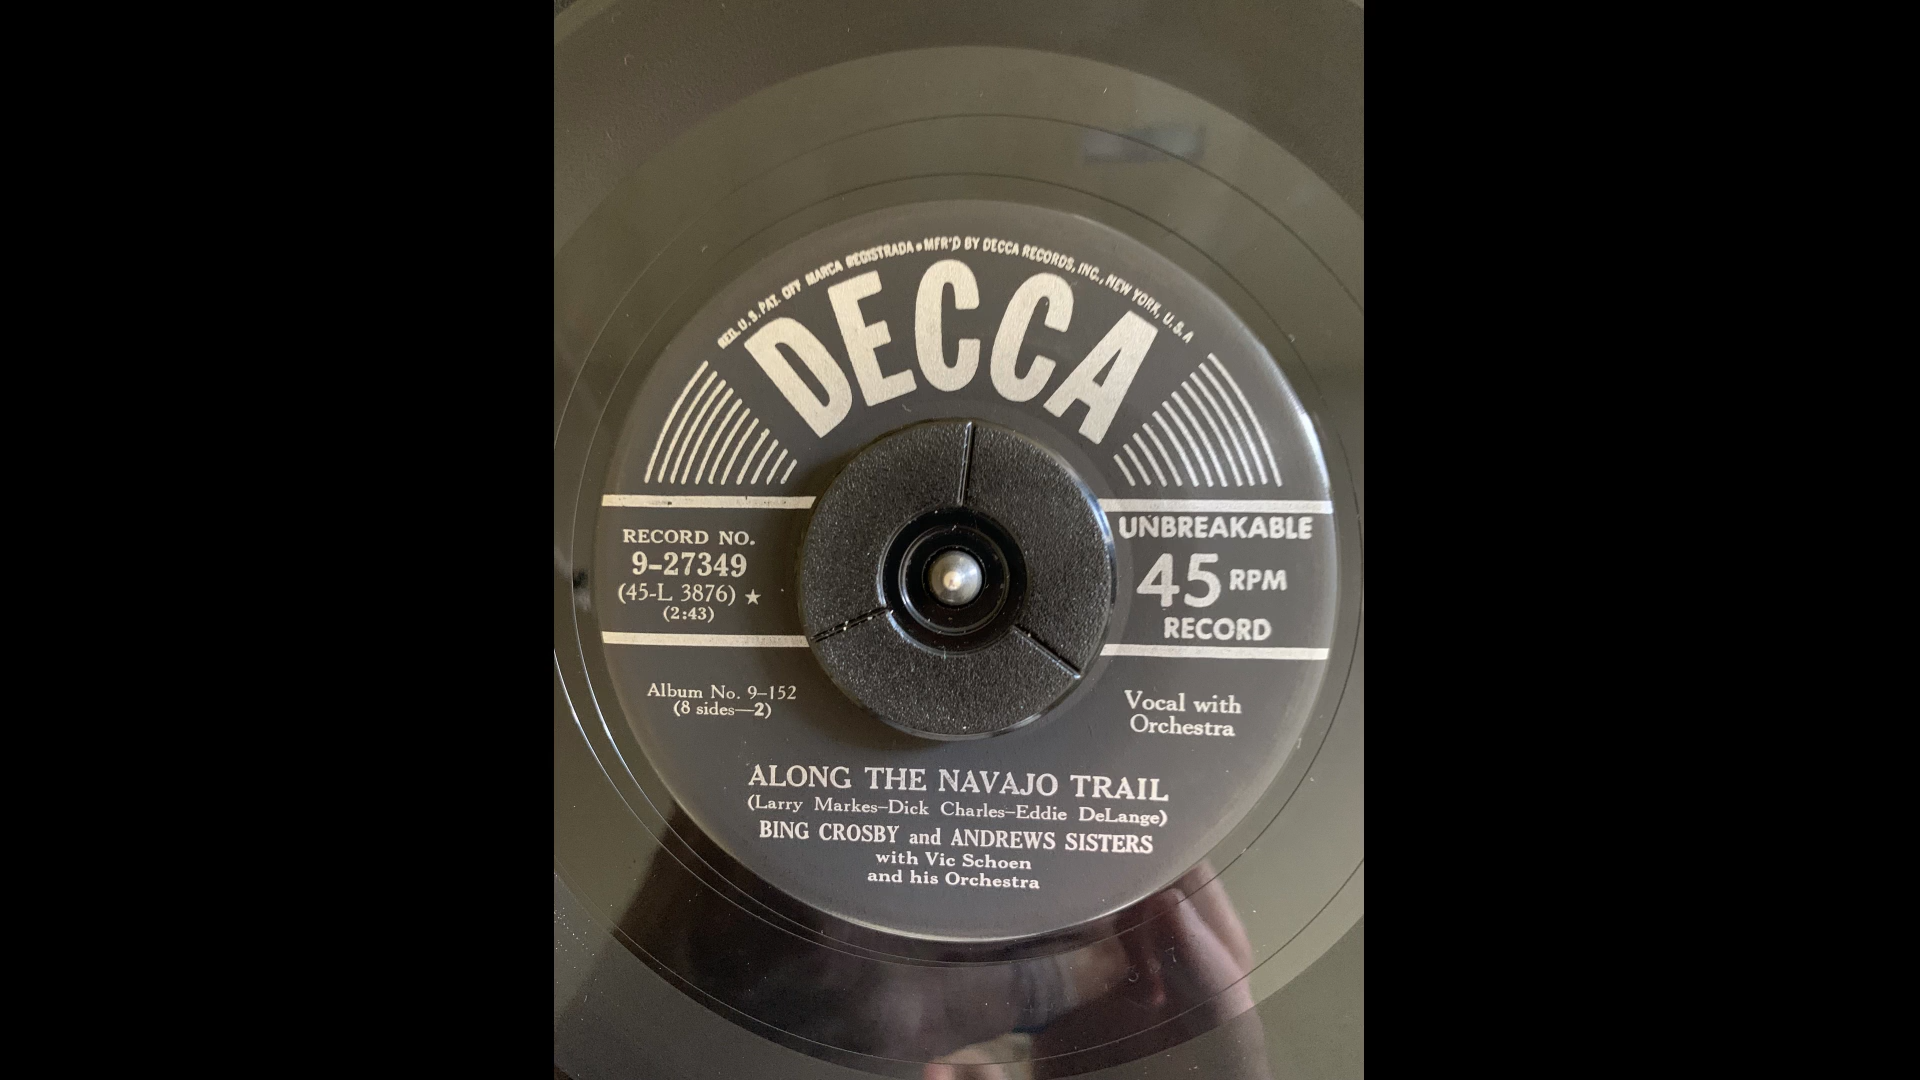 REG. U.S. PAT. OFF MARCA REGISTRADA • MFR'D BY DECCA RECORDS, INC., NEW YORK, U.S.A
DECCA
RECORD NO.
9-27349
(45-L 3876) ★
(2:43)
UNBREAKABLE
45 RPM
RECORD
Album No. 9-152
(8 sides—2)
Vocal with
Orchestra
ALONG THE NAVAJO TRAIL
(Larry Markes-Dick Charles-Eddie DeLange)
BING CROSBY and ANDREWS SISTERS
with Vic Schoen
and his Orchestra